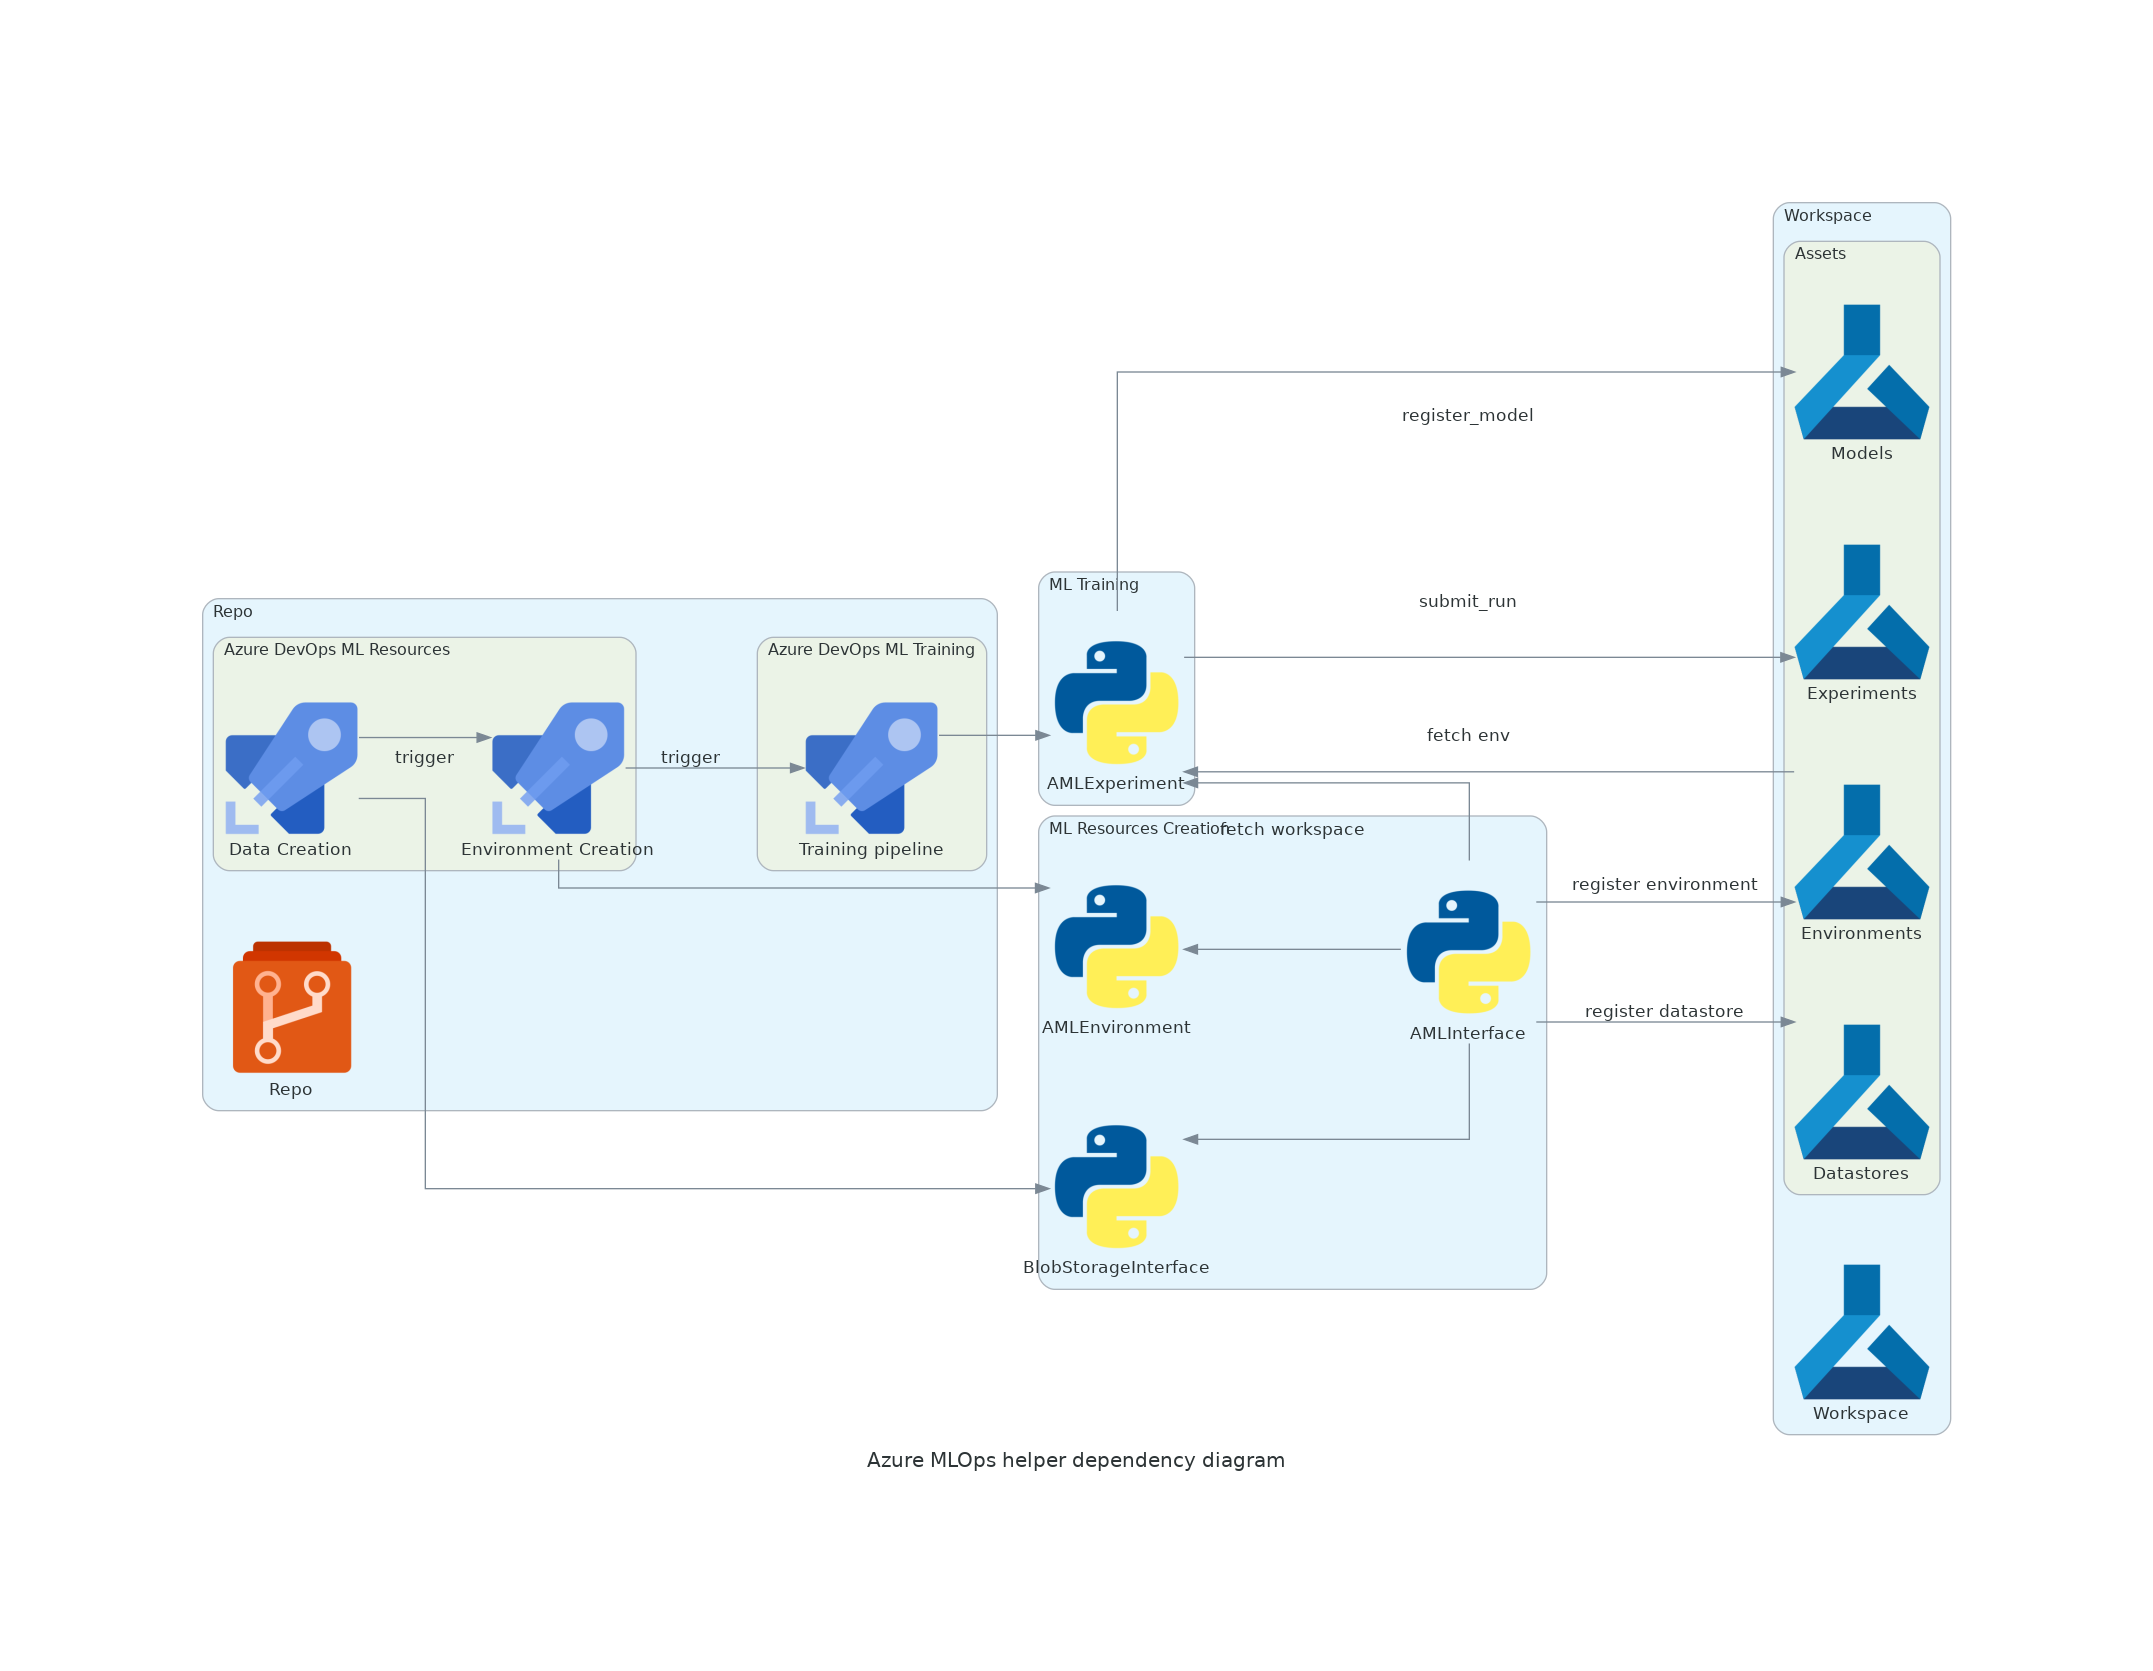 Workspace
Assets
Models
register_model
Experiments
submit_run
ML Training
fetch env
AMLExperiment
Repo
Azure DevOps ML Resources
Azure DevOps ML Training
trigger
trigger
Data Creation
Environment Creation
Training pipeline
Repo
ML Resources Creation
fetch workspace
register environment
Environments
AMLEnvironment
AMLInterface
register datastore
Datastores
BlobStorageInterface
Workspace
Azure MLOps helper dependency diagram